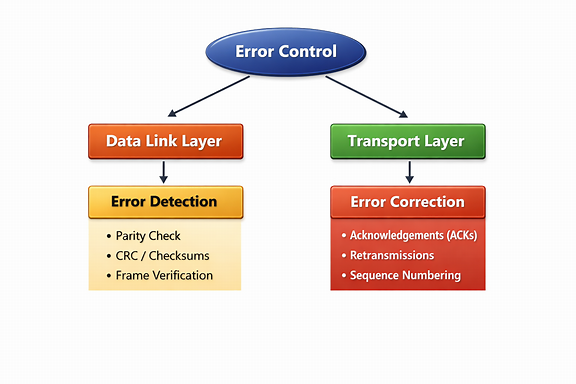 Error Control
Data Link Layer
Error Detection
• Parity Check
• CRC / Checksums
• Frame Verification
Transport Layer
Error Correction
• Acknowledgements (ACKs)
• Retransmissions
• Sequence Numbering